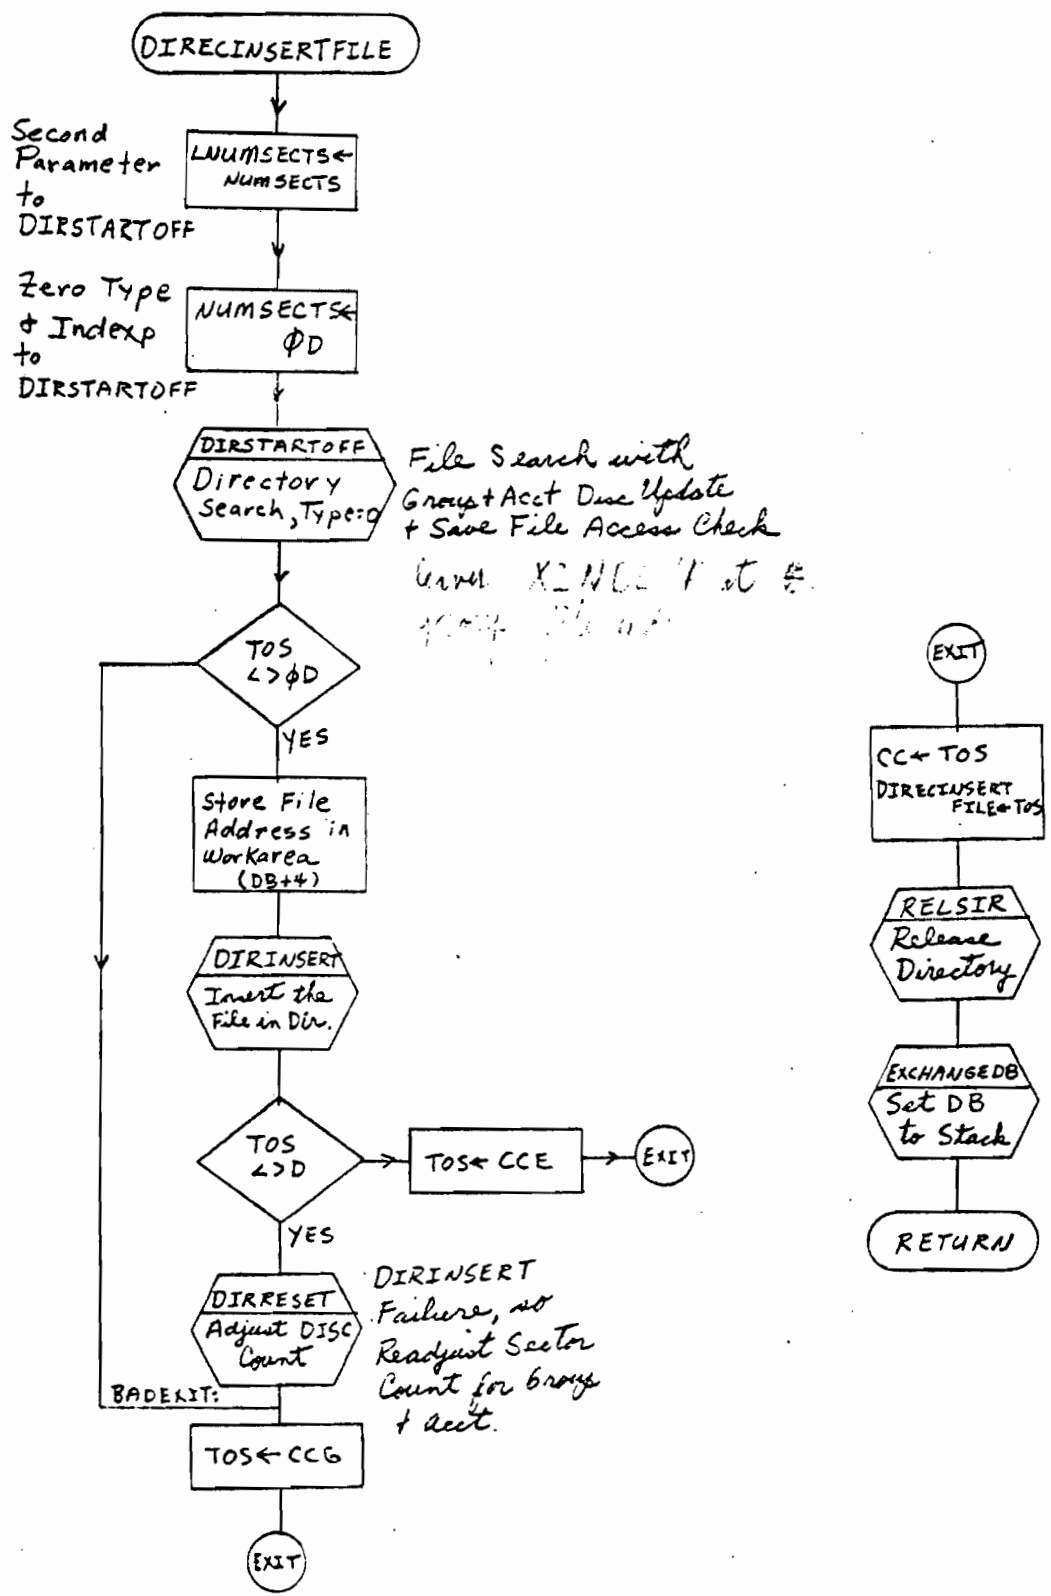 DIRECINSERTFILE
Second
Parameter
to
DIRSTARTOFF
LNUMSECTS←
NUMSECTS
Zero Type
+ Indexp
to
DIRSTARTOFF
NUMSECTS←
ΦD
DIRSTARTOFF
Directory
Search, Type=0
File Search with
Group + Acct Disc Update
+ Save File Access Check
TOS
<>ΦD
YES
Store File
Address in
Workarea
(DB+4)
DIRINSERT
Insert the
File in Dir.
TOS
<>D
TOS← CCE
EXIT
YES
DIRRESET
Adjust DISC
Count
DIRINSERT
Failure, so
Readjust Sector
Count for Group
+ acct.
BADEXIT:
TOS← CCG
EXIT
EXIT
CC← TOS
DIRECINSERT
FILE←TOS
RELSIR
Release
Directory
EXCHANGEDB
Set DB
to Stack
RETURN